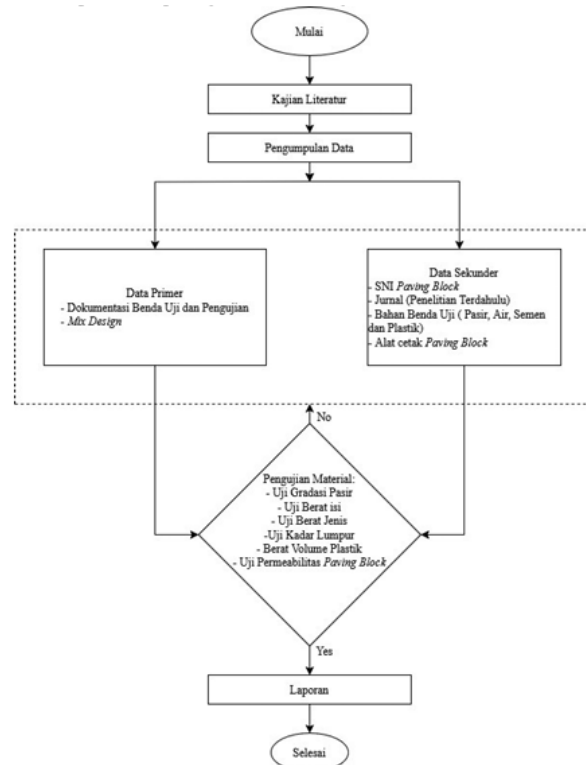 Mulai
Kajian Literatur
Pengumpulan Data
Data Primer
- Dokumentasi Benda Uji dan Pengujian
- Mix Design
Data Sekunder
- SNI Paving Block
- Jurnal (Penelitian Terdahulu)
- Bahan Benda Uji ( Pasir, Air, Semen
dan Plastik)
- Alat cetak Paving Block
No
Pengujian Material:
- Uji Gradasi Pasir
- Uji Berat isi
- Uji Berat Jenis
-Uji Kadar Lumpur
- Berat Volume Plastik
- Uji Permeabilitas Paving Block
Yes
Laporan
Selesai